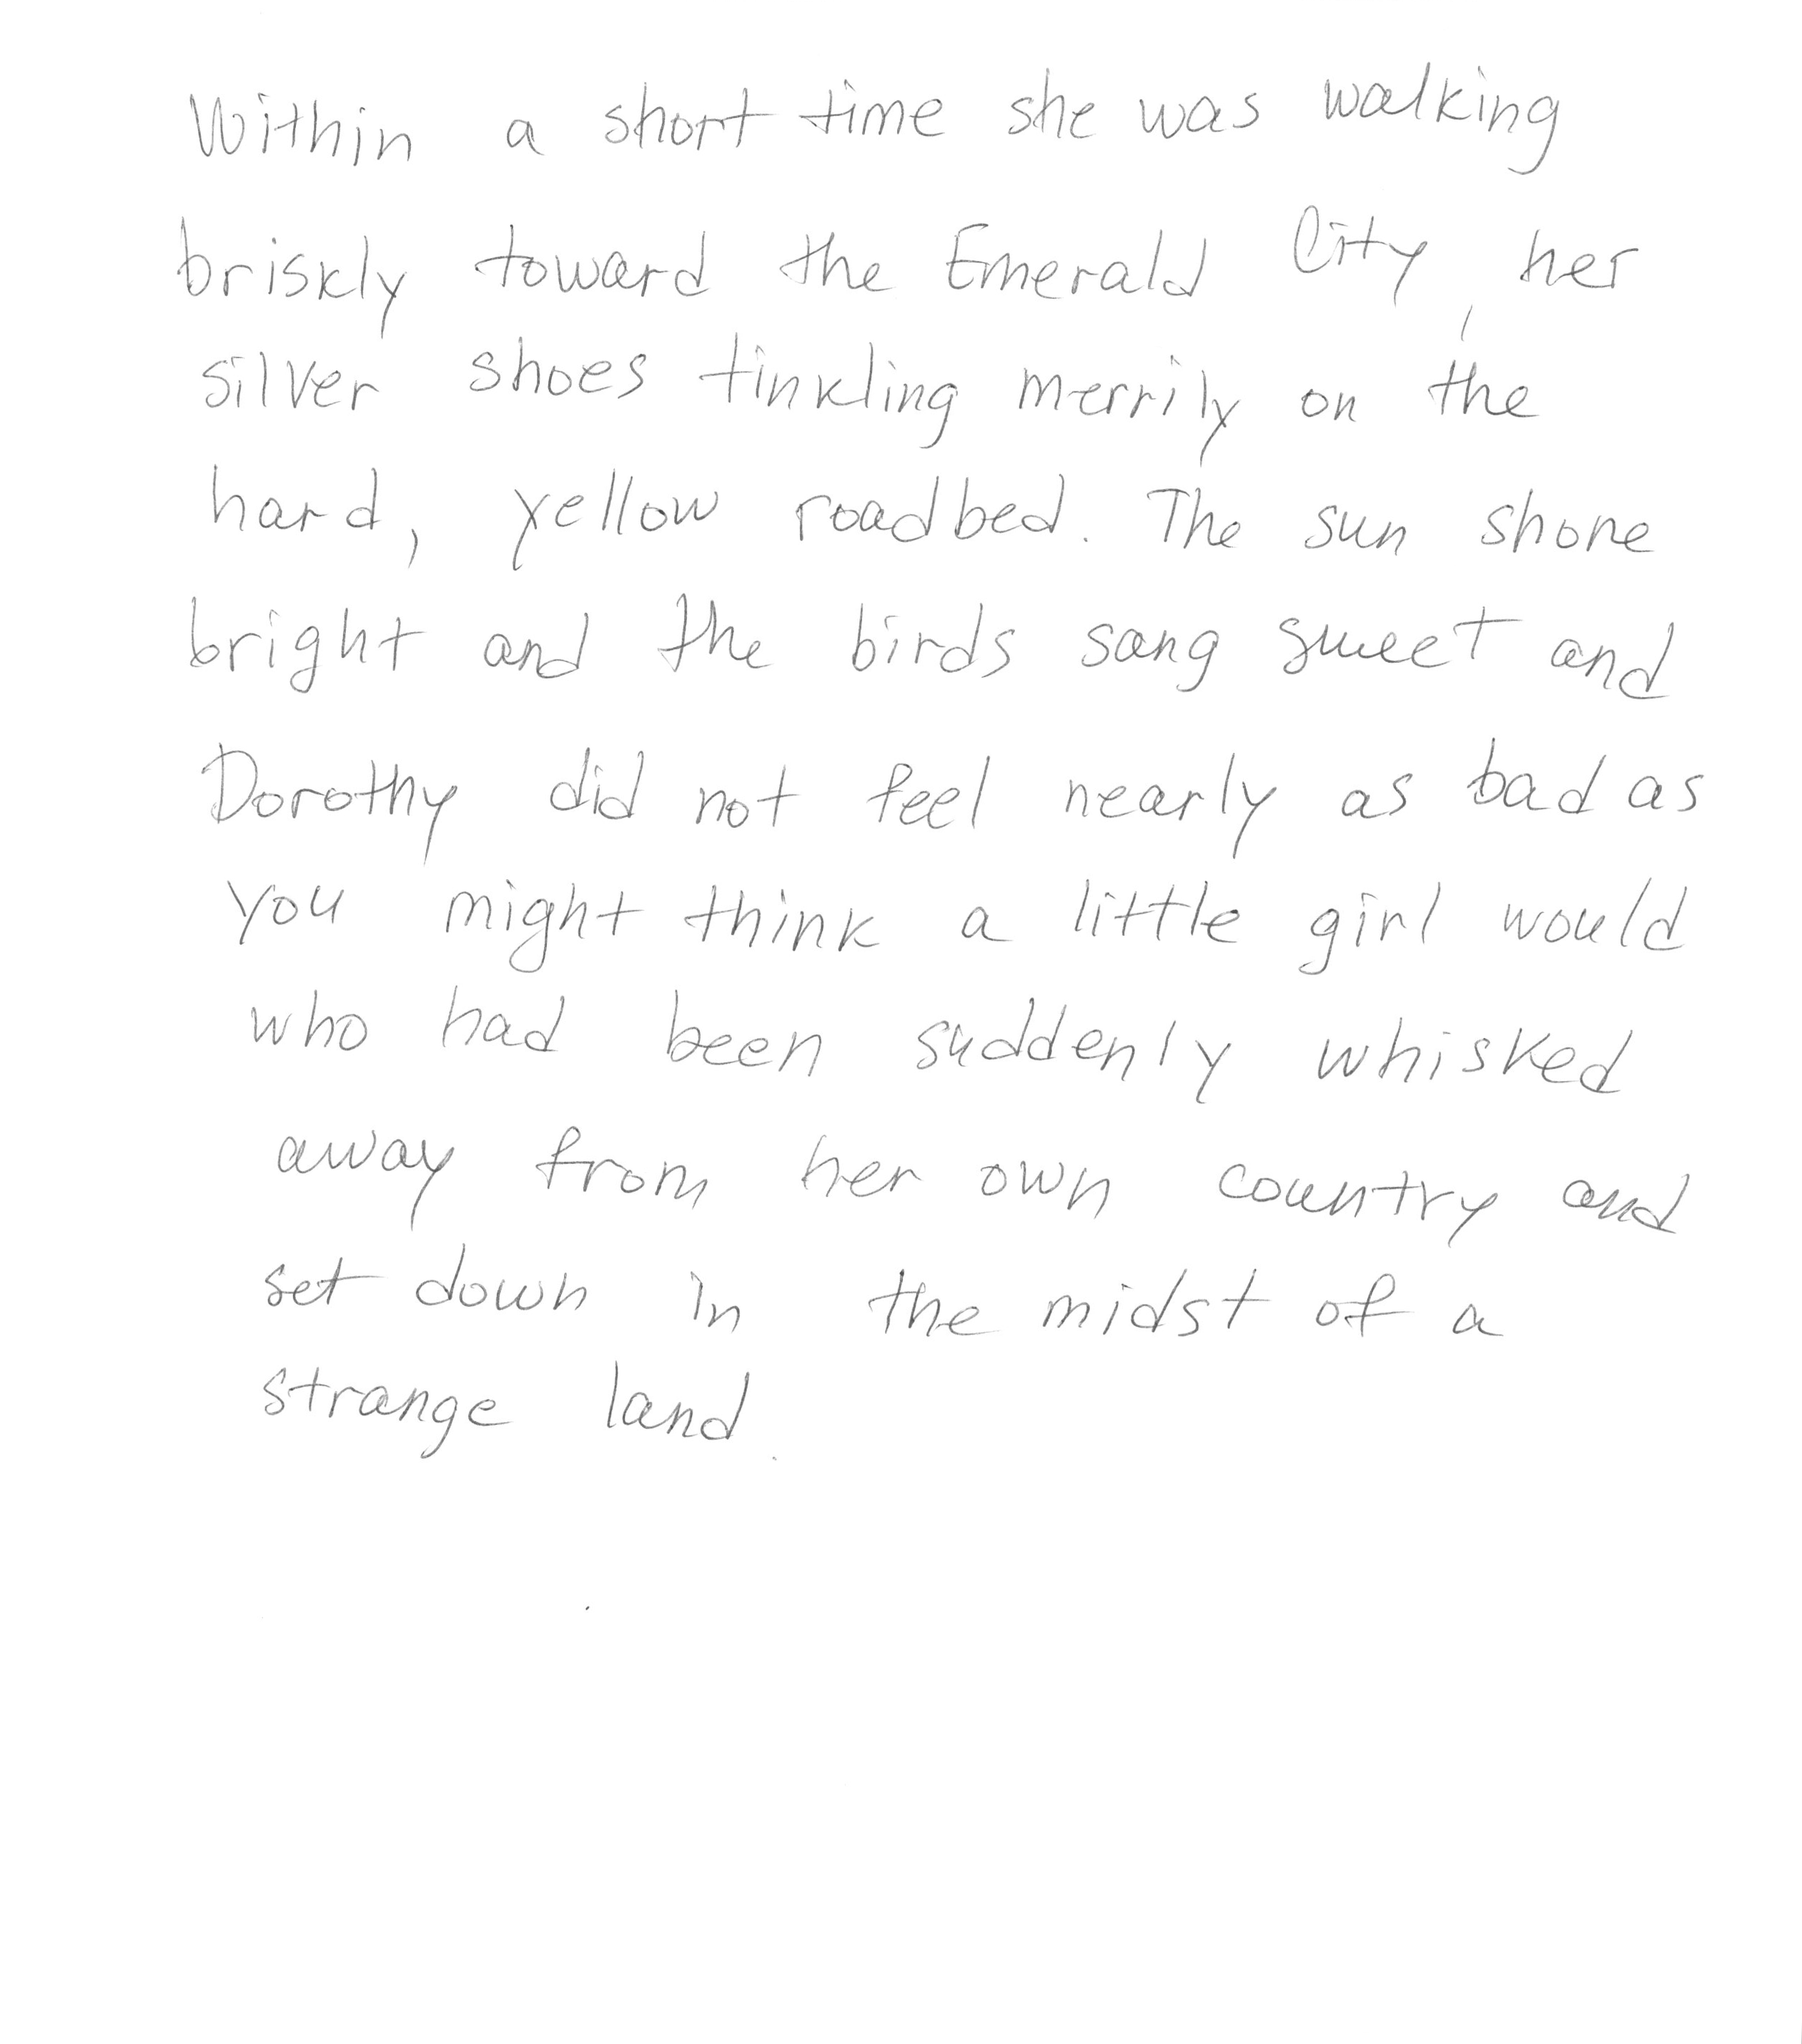 Within a short time she was walking
briskly toward the Emerald City, her
silver shoes tinkling merrily on the
hard, yellow roadbed. The sun shone
bright and the birds sang sweet and
Dorothy did not feel nearly as bad as
you might think a little girl would
who had been suddenly whisked
away from her own country and
set down in the midst of a
strange land.